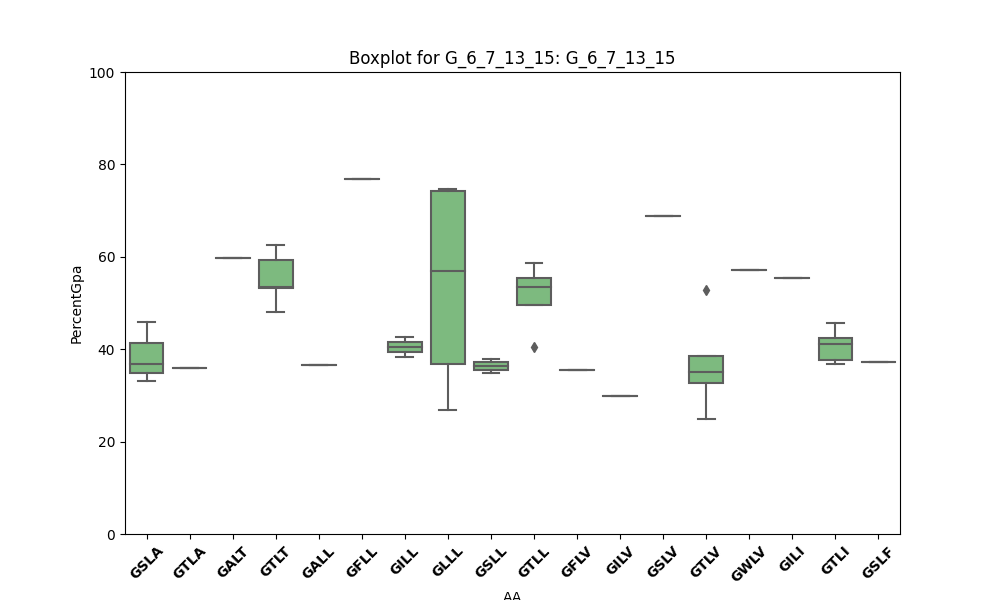 Boxplot for G_6_7_13_15: G_6_7_13_15
PercentGpa
100
80
60
40
20
0
GSLA GTLA GALT GTLT GALL GFLL GILL GLLL GSLL GTLL GFLV GILV GSLV GTLV GWLV GILI GTLI GSLF
AA